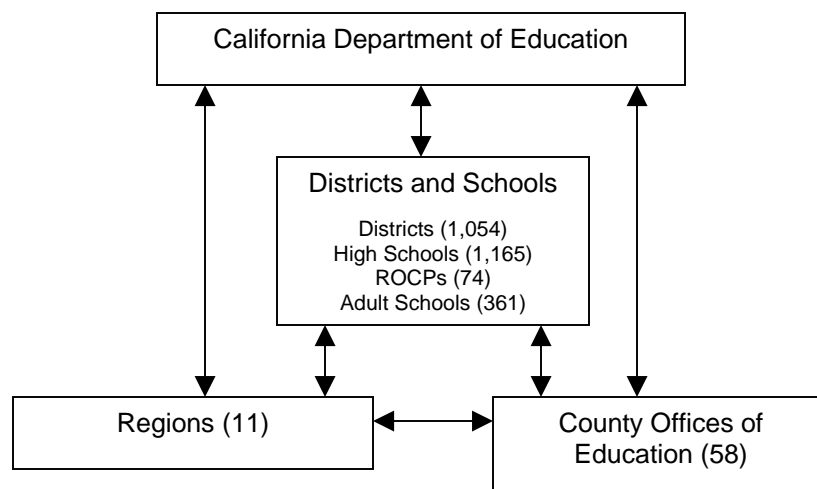 California Department of Education
Districts and Schools
Districts (1,054)
High Schools (1,165)
ROCPs (74)
Adult Schools (361)
Regions (11)
County Offices of
Education (58)